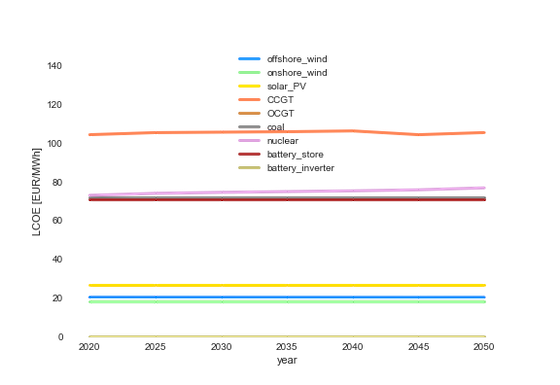 offshore_wind
onshore_wind
solar_PV
CCGT
OCGT
coal
nuclear
battery_store
battery_inverter
140
120
100
80
60
40
20
0
LCOE [EUR/MWh]
2020 2025 2030 2035 2040 2045 2050
year